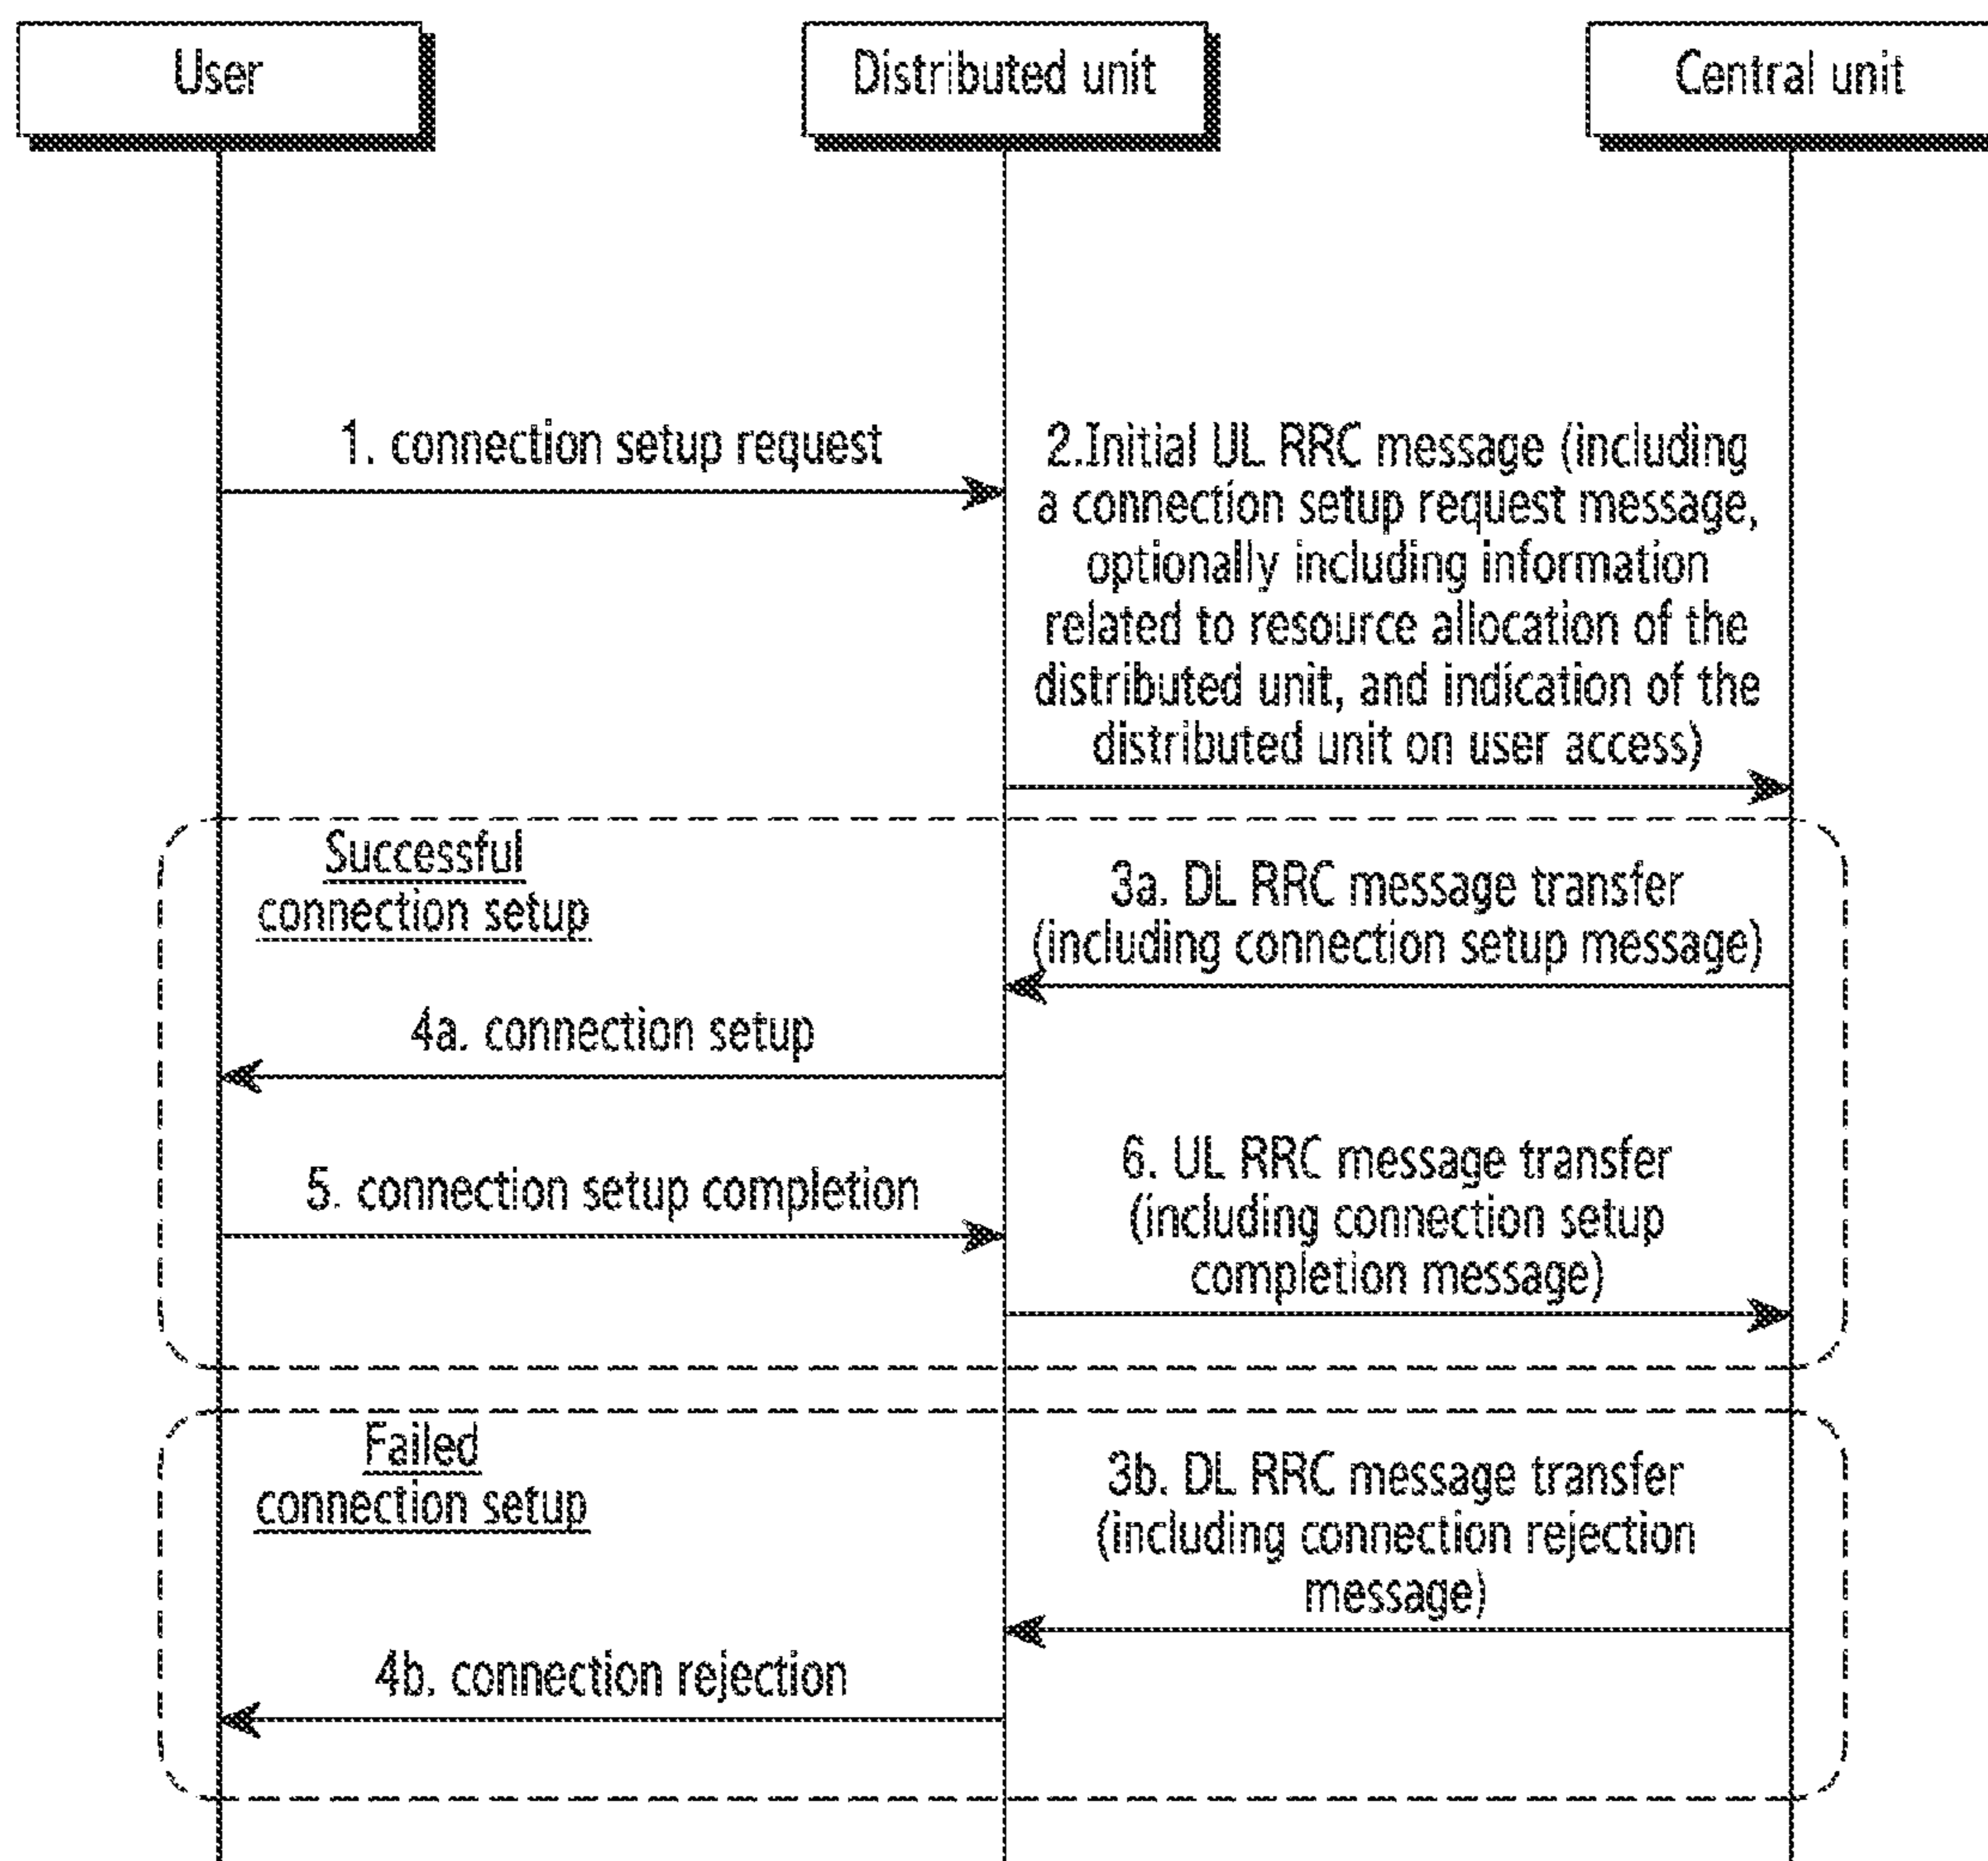 User
Distributed unit
Central unit
1. connection setup request
2.Initial UL RRC message (including
a connection setup request message,
optionally including information
related to resource allocation of the
distributed unit, and indication of the
distributed unit on user access)
Successful
connection setup
3a. DL RRC message transfer
(including connection setup message)
4a. connection setup
5. connection setup completion
6. UL RRC message transfer
(including connection setup
completion message)
Failed
connection setup
3b. DL RRC message transfer
(including connection rejection
message)
4b. connection rejection